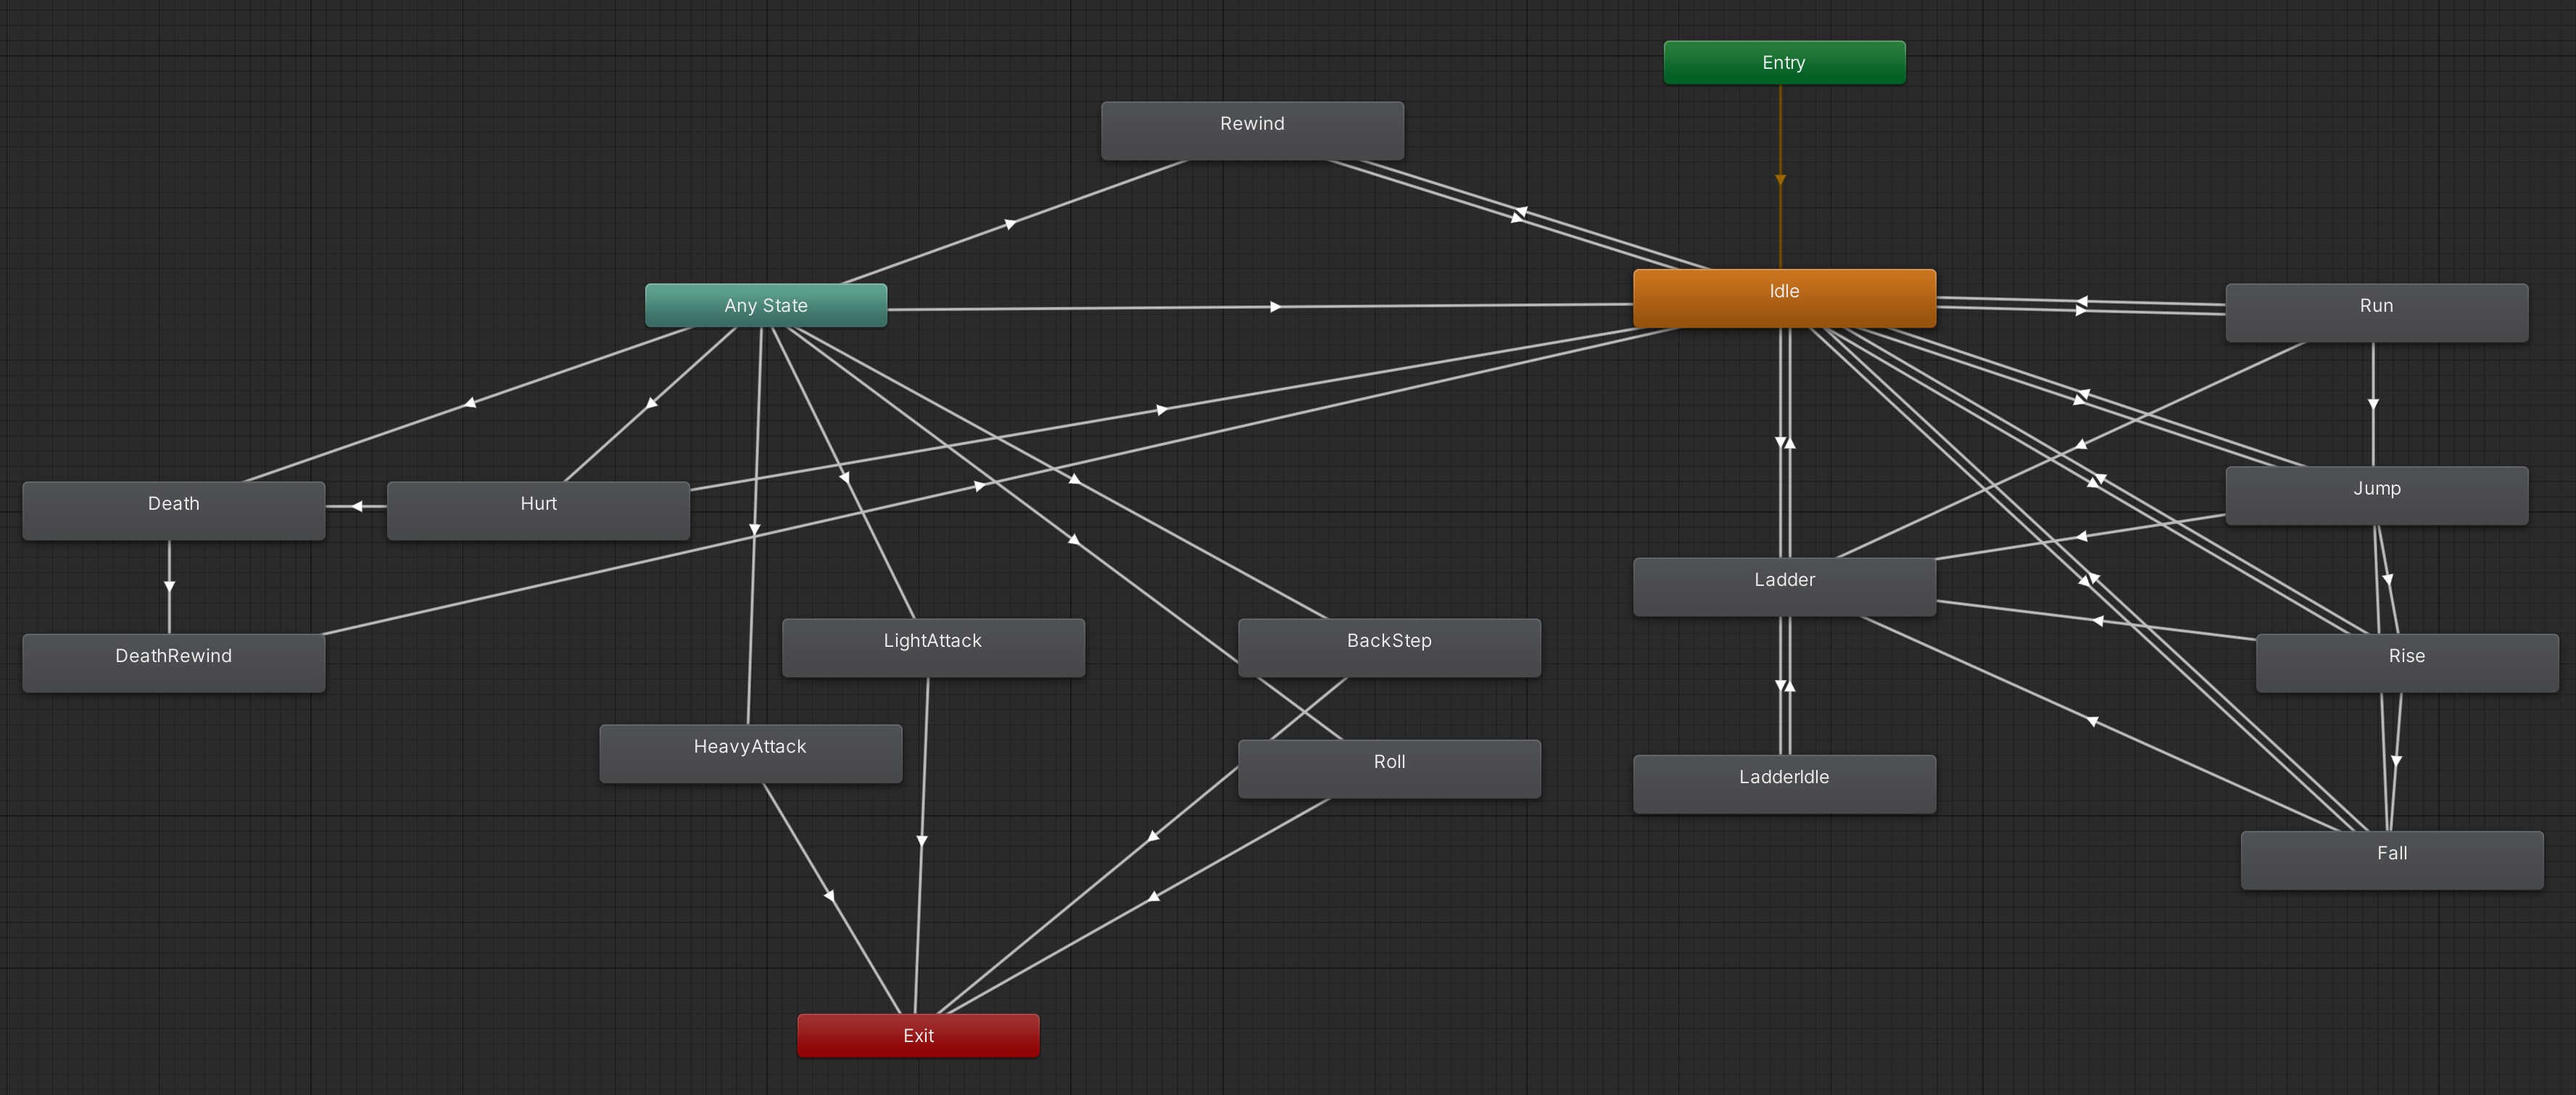 Entry
Rewind
Any State
Idle
Run
Death
Hurt
Jump
Ladder
DeathRewind
LightAttack
BackStep
Rise
HeavyAttack
Roll
LadderIdle
Fall
Exit